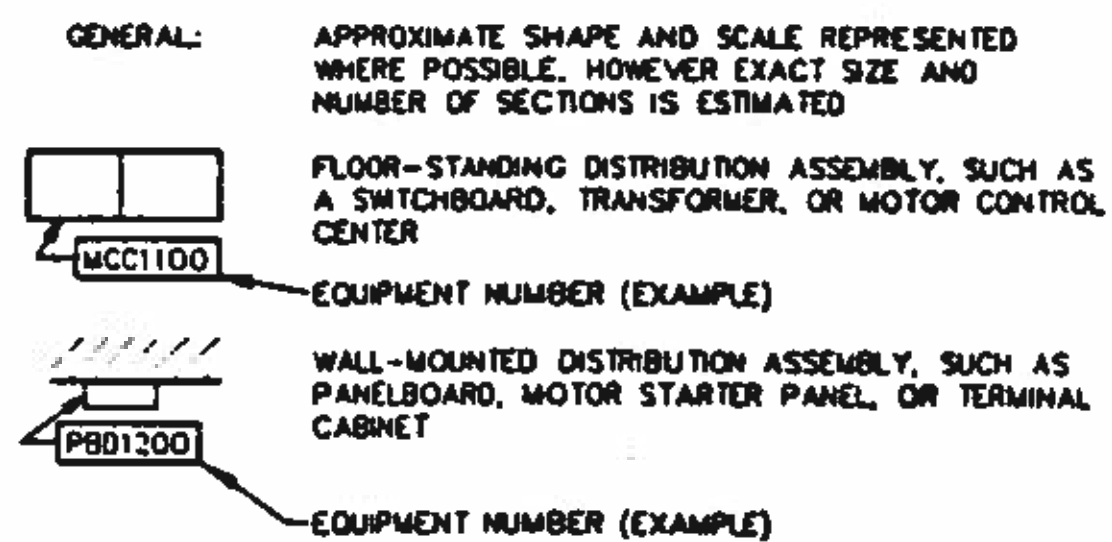 GENERAL: APPROXIMATE SHAPE AND SCALE REPRESENTED
WHERE POSSIBLE. HOWEVER EXACT SIZE AND
NUMBER OF SECTIONS IS ESTIMATED
FLOOR-STANDING DISTRIBUTION ASSEMBLY, SUCH AS
A SWITCHBOARD, TRANSFORMER, OR MOTOR CONTROL
CENTER
MCC1100
EQUIPMENT NUMBER (EXAMPLE)
WALL-MOUNTED DISTRIBUTION ASSEMBLY, SUCH AS
PANELBOARD, MOTOR STARTER PANEL, OR TERMINAL
CABINET
PBD1200
EQUIPMENT NUMBER (EXAMPLE)